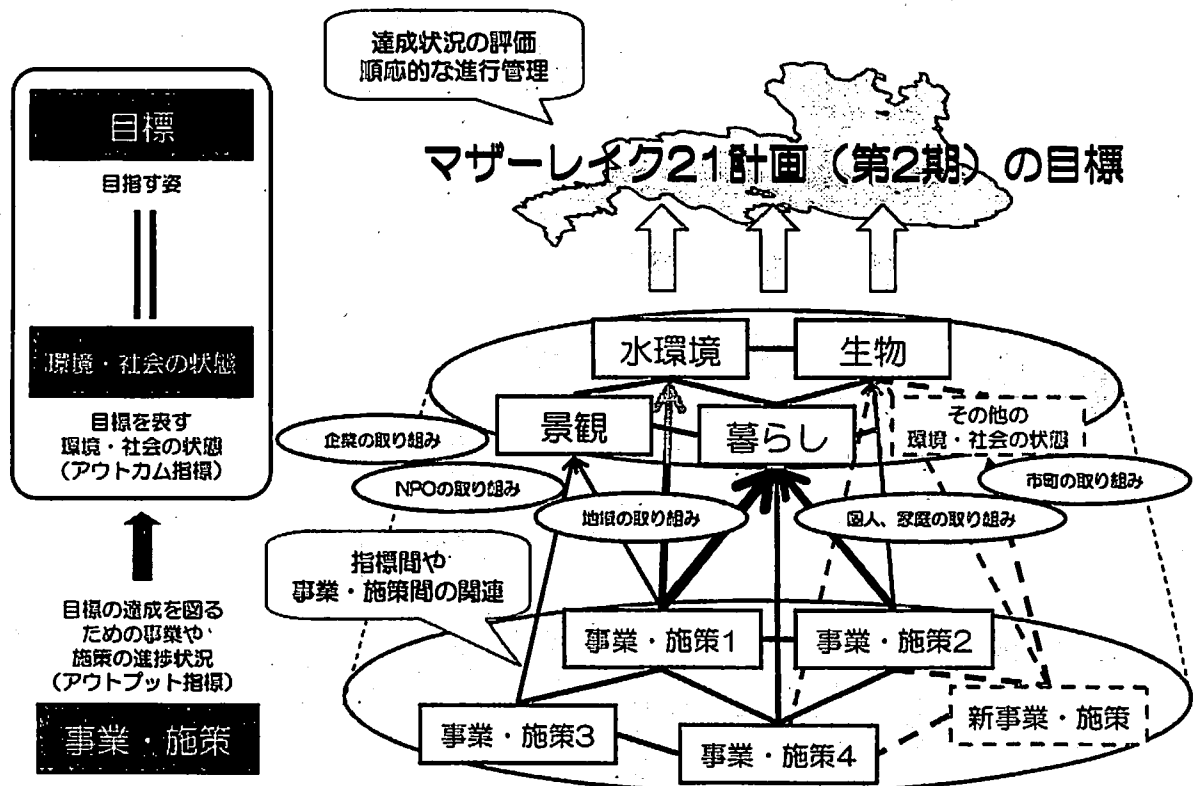 達成状況の評価
順応的な進行管理
マザーレイク21計画（第2期）の目標
目標
目指す姿
環境・社会の状態
目標を表す
環境・社会の状態
（アウトカム指標）
目標の達成を図る
ための事業や
施策の進捗状況
（アウトプット指標）
事業・施策
水環境
生物
景観
暮らし
その他の
環境・社会の状態
企業の取り組み
NPOの取り組み
地域の取り組み
個人、家庭の取り組み
市町の取り組み
指標間や
事業・施策間の関連
事業・施策1
事業・施策2
事業・施策3
事業・施策4
新事業・施策